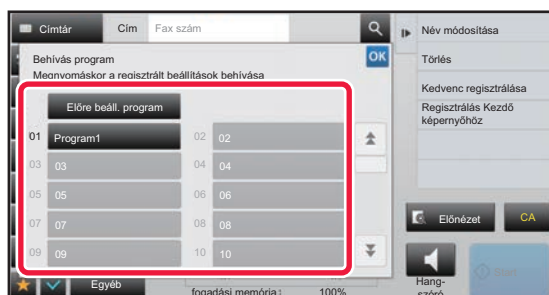 Címtár
Cím
Fax szám
Behívás program
OK
Megnyomáskor a regisztrált beállítások behívása
Előre beáll. program
01 Program1
02 02
03 03
04 04
05 05
06 06
07 07
08 08
09 09
10 10
Egyéb
fogadási memória:
100%
Név módosítása
Törlés
Kedvenc regisztrálása
Regisztrálás Kezdő
képernyőhöz
Előnézet
CA
Hang-
szóró
Start